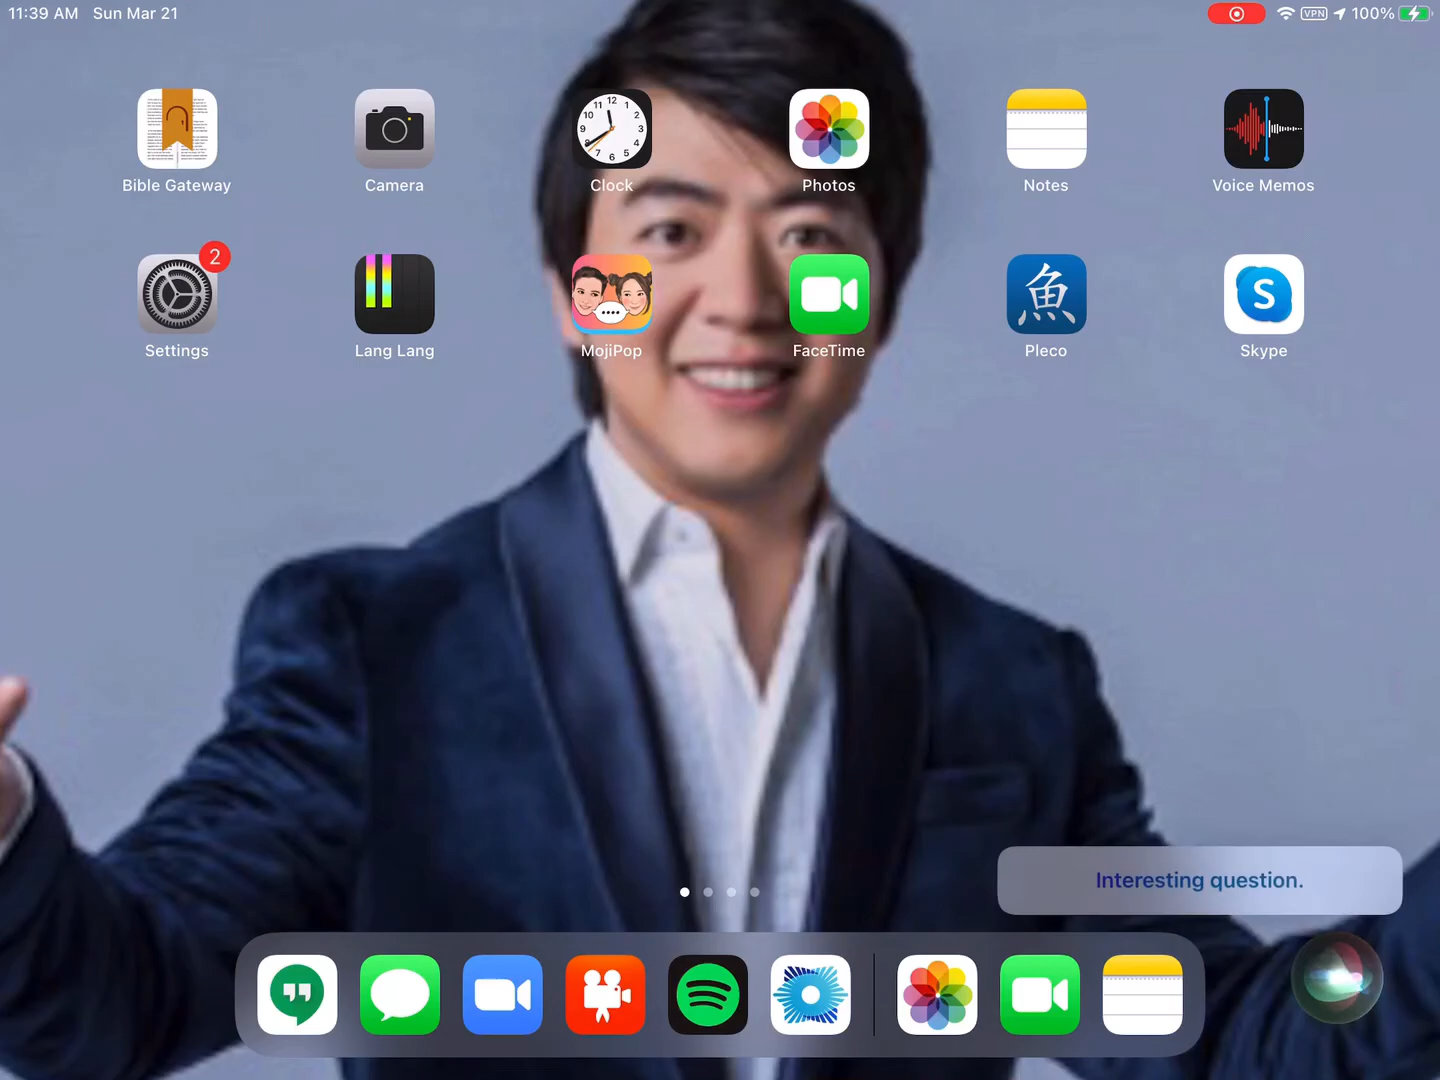 11:39 AM Sun Mar 21
VPN 100%
Bible Gateway
Camera
Clock
Photos
Notes
Voice Memos
2
Settings
Lang Lang
MojiPop
FaceTime
魚
Pleco
S
Skype
Interesting question.